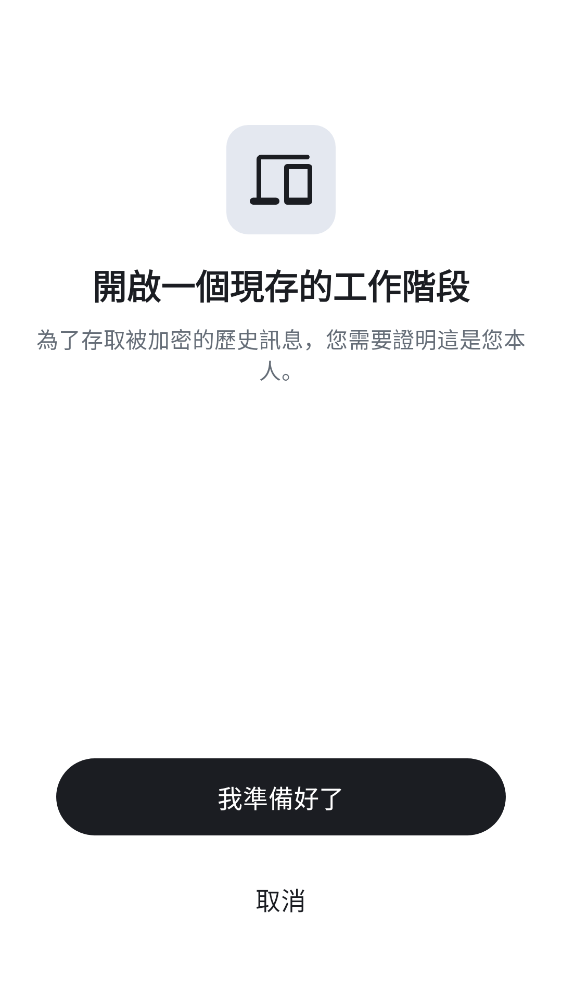 開啟一個現存的工作階段
為了存取被加密的歷史訊息，您需要證明這是您本
人。
我準備好了
取消